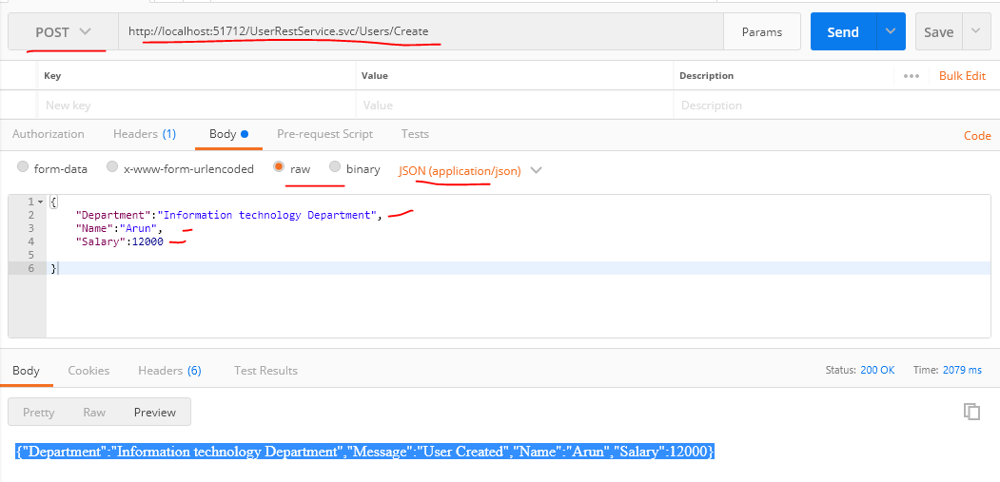 POST http://localhost:51712/UserRestService.svc/Users/Create Params Send Save
Key Value Description ••• Bulk Edit
New key Value Description
Authorization Headers (1) Body Pre-request Script Tests Code
form-data x-www-form-urlencoded raw binary JSON (application/json)
1 {
2 "Department":"Information technology Department",
3 "Name":"Arun",
4 "Salary":12000
5
6 }
Body Cookies Headers (6) Test Results Status: 200 OK Time: 2079 ms
Pretty Raw Preview
{"Department":"Information technology Department","Message":"User Created","Name":"Arun","Salary":12000}